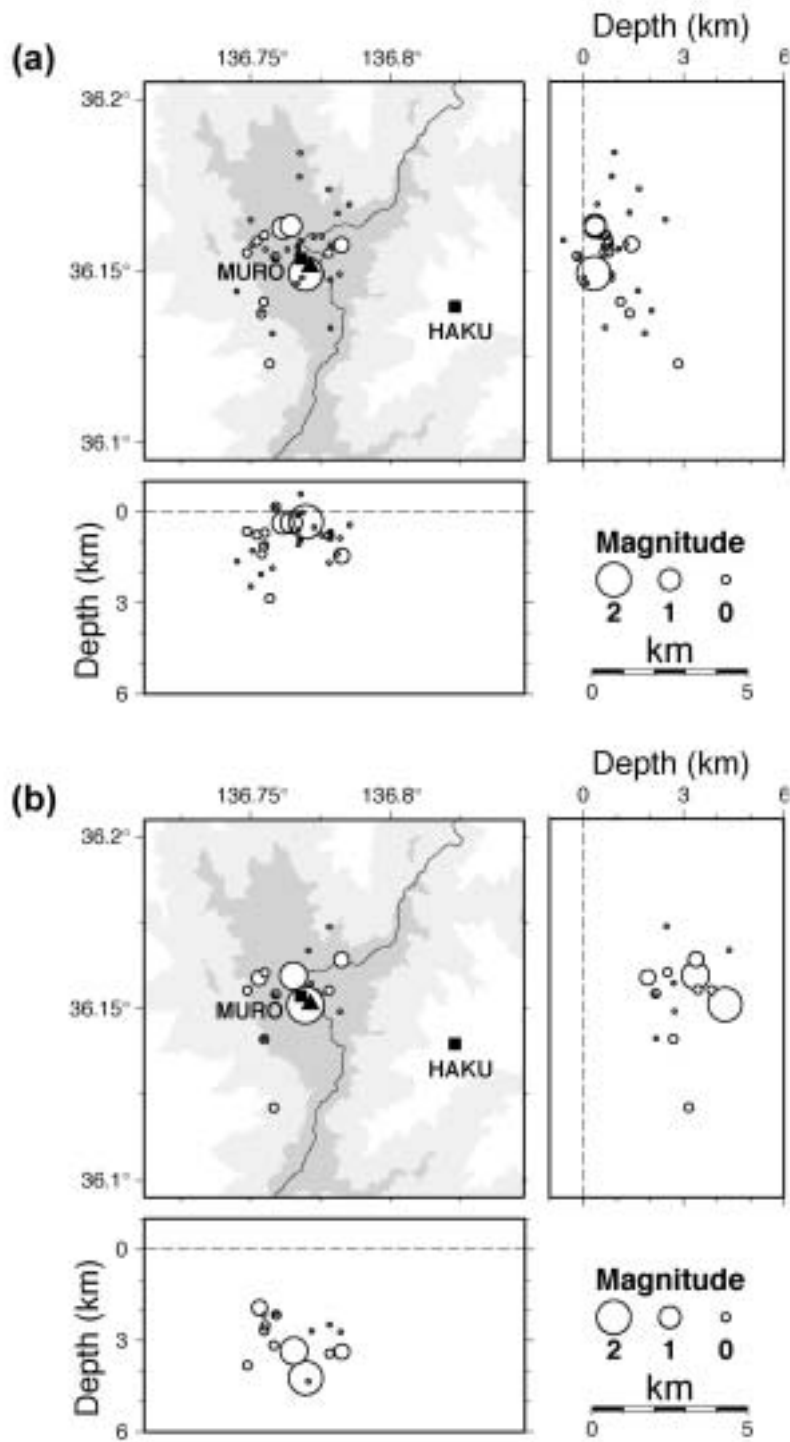 Depth (km)
(a)
136.75° 136.8° 0 3 6
36.2°
36.15°
36.1°
MURO
HAKU
0
3
6
Depth (km)
Magnitude
2 1 0
km
0 5
Depth (km)
(b)
136.75° 136.8° 0 3 6
36.2°
36.15°
36.1°
MURO
HAKU
0
3
6
Depth (km)
Magnitude
2 1 0
km
0 5